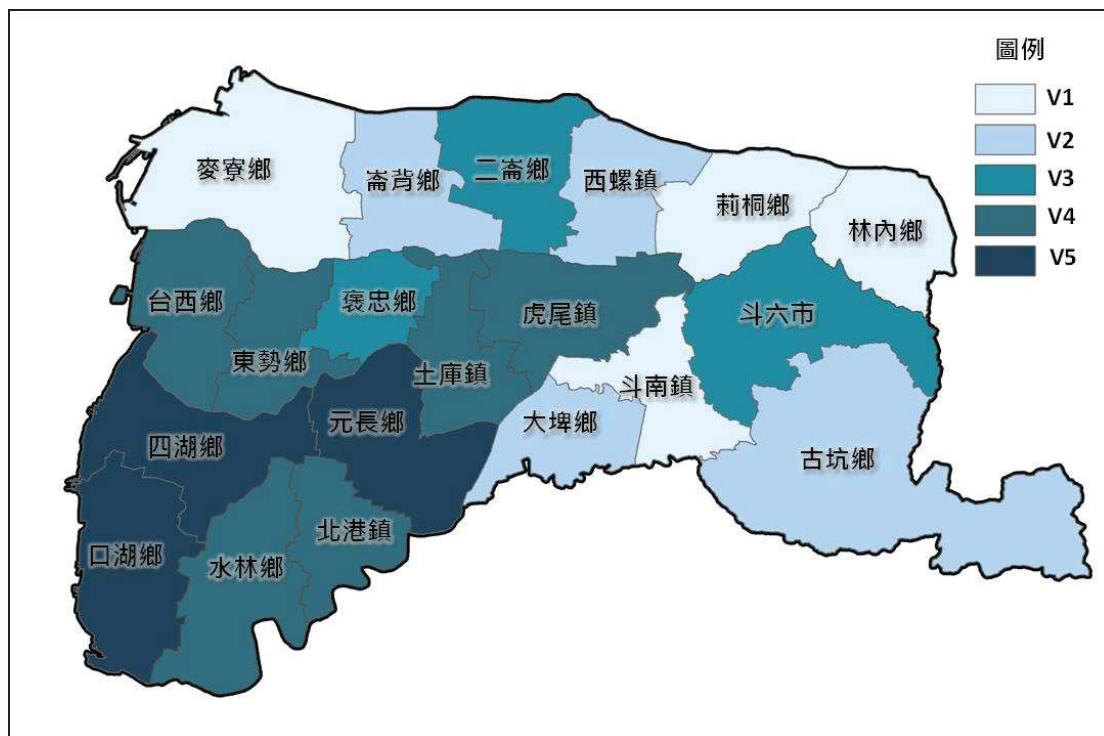 圖例
V1
V2
V3
V4
V5
麥寮鄉
崙背鄉
二崙鄉
西螺鎮
莿桐鄉
林內鄉
台西鄉
東勢鄉
褒忠鄉
土庫鎮
虎尾鎮
斗南鎮
斗六市
四湖鄉
元長鄉
大埤鄉
古坑鄉
口湖鄉
水林鄉
北港鎮